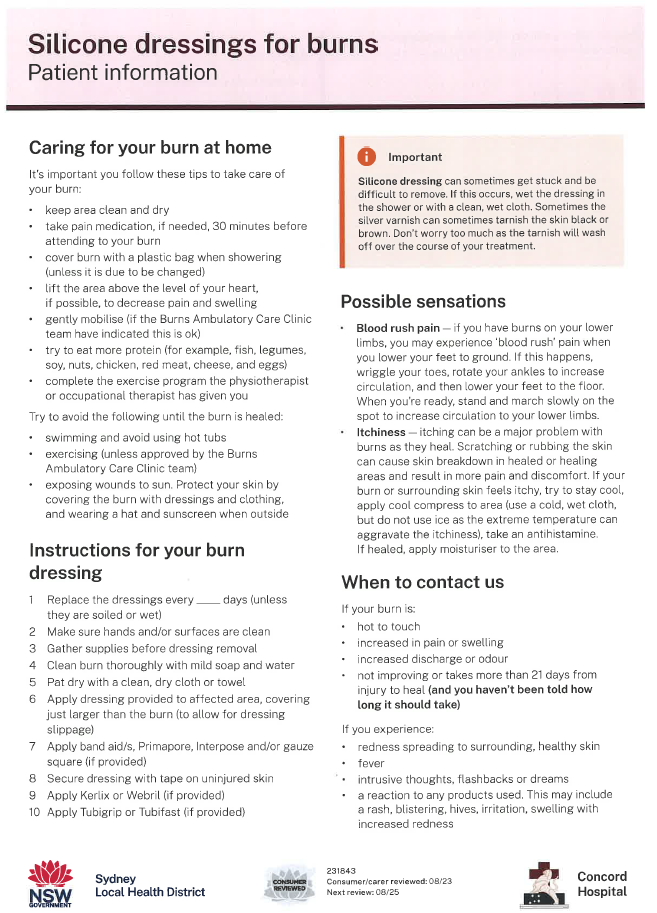 Silicone dressings for burns
Patient information
Caring for your burn at home
It's important you follow these tips to take care of
your burn:
• keep area clean and dry
• take pain medication, if needed, 30 minutes before
attending to your burn
• cover burn with a plastic bag when showering
(unless it is due to be changed)
• lift the area above the level of your heart,
if possible, to decrease pain and swelling
• gently mobilise (if the Burns Ambulatory Care Clinic
team have indicated this is ok)
• try to eat more protein (for example, fish, legumes,
soy, nuts, chicken, red meat, cheese, and eggs)
• complete the exercise program the physiotherapist
or occupational therapist has given you
Try to avoid the following until the burn is healed:
• swimming and avoid using hot tubs
• exercising (unless approved by the Burns
Ambulatory Care Clinic team)
• exposing wounds to sun. Protect your skin by
covering the burn with dressings and clothing,
and wearing a hat and sunscreen when outside
Instructions for your burn
dressing
1 Replace the dressings every ____ days (unless
they are soiled or wet)
2 Make sure hands and/or surfaces are clean
3 Gather supplies before dressing removal
4 Clean burn thoroughly with mild soap and water
5 Pat dry with a clean, dry cloth or towel
6 Apply dressing provided to affected area, covering
just larger than the burn (to allow for dressing
slippage)
7 Apply band aid/s, Primapore, Interpose and/or gauze
square (if provided)
8 Secure dressing with tape on uninjured skin
9 Apply Kerlix or Webril (if provided)
10 Apply Tubigrip or Tubifast (if provided)
Important
Silicone dressing can sometimes get stuck and be
difficult to remove. If this occurs, wet the dressing in
the shower or with a clean, wet cloth. Sometimes the
silver varnish can sometimes tarnish the skin black or
brown. Don't worry too much as the tarnish will wash
off over the course of your treatment.
Possible sensations
• Blood rush pain — if you have burns on your lower
limbs, you may experience 'blood rush' pain when
you lower your feet to ground. If this happens,
wriggle your toes, rotate your ankles to increase
circulation, and then lower your feet to the floor.
When you're ready, stand and march slowly on the
spot to increase circulation to your lower limbs.
• Itchiness — itching can be a major problem with
burns as they heal. Scratching or rubbing the skin
can cause skin breakdown in healed or healing
areas and result in more pain and discomfort. If your
burn or surrounding skin feels itchy, try to stay cool,
apply cool compress to area (use a cold, wet cloth,
but do not use ice as the extreme temperature can
aggravate the itchiness), take an antihistamine.
If healed, apply moisturiser to the area.
When to contact us
If your burn is:
• hot to touch
• increased in pain or swelling
• increased discharge or odour
• not improving or takes more than 21 days from
injury to heal (and you haven't been told how
long it should take)
If you experience:
• redness spreading to surrounding, healthy skin
• fever
• intrusive thoughts, flashbacks or dreams
• a reaction to any products used. This may include
a rash, blistering, hives, irritation, swelling with
increased redness
NSW
GOVERNMENT
Sydney
Local Health District
CONSUMER
REVIEWED
231843
Consumer/carer reviewed: 08/23
Next review: 08/25
Concord
Hospital